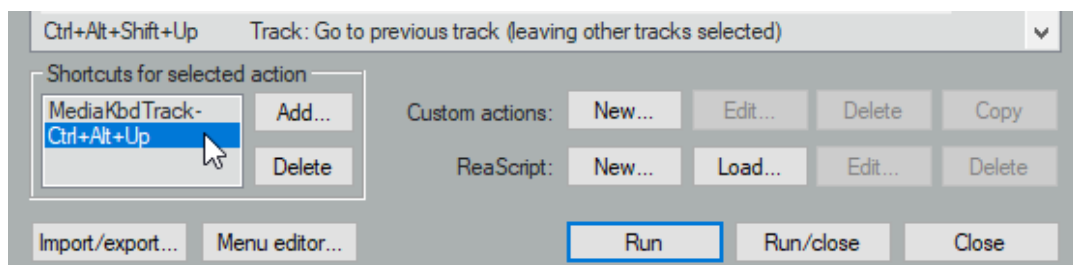 Ctrl+Alt+Shift+Up Track: Go to previous track (leaving other tracks selected)
Shortcuts for selected action
MediaKbdTrack- Add... Custom actions: New... Edit... Delete Copy
Ctrl+Alt+Up
Delete ReaScript: New... Load... Edit... Delete
Import/export... Menu editor... Run Run/close Close